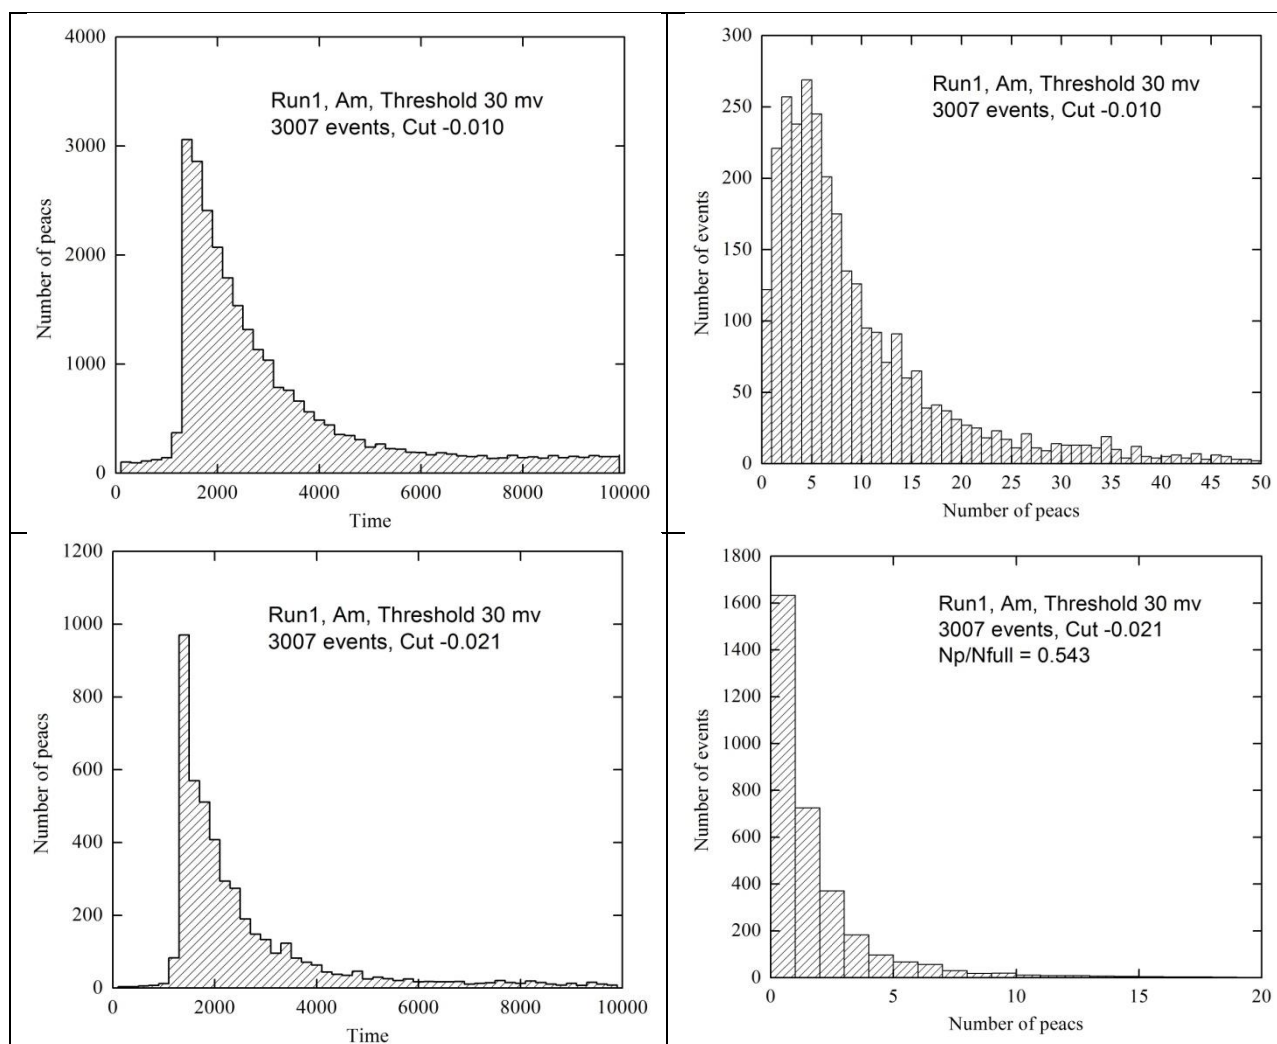 4000
3000
2000
1000
0
Number of peacs
Run1, Am, Threshold 30 mv
3007 events, Cut -0.010
0 2000 4000 6000 8000 10000
Time
300
250
200
150
100
50
0
Number of events
Run1, Am, Threshold 30 mv
3007 events, Cut -0.010
0 5 10 15 20 25 30 35 40 45 50
Number of peacs
1200
1000
800
600
400
200
0
Number of peacs
Run1, Am, Threshold 30 mv
3007 events, Cut -0.021
0 2000 4000 6000 8000 10000
Time
1800
1600
1400
1200
1000
800
600
400
200
0
Number of events
Run1, Am, Threshold 30 mv
3007 events, Cut -0.021
Np/Nfull = 0.543
0 5 10 15 20
Number of peacs